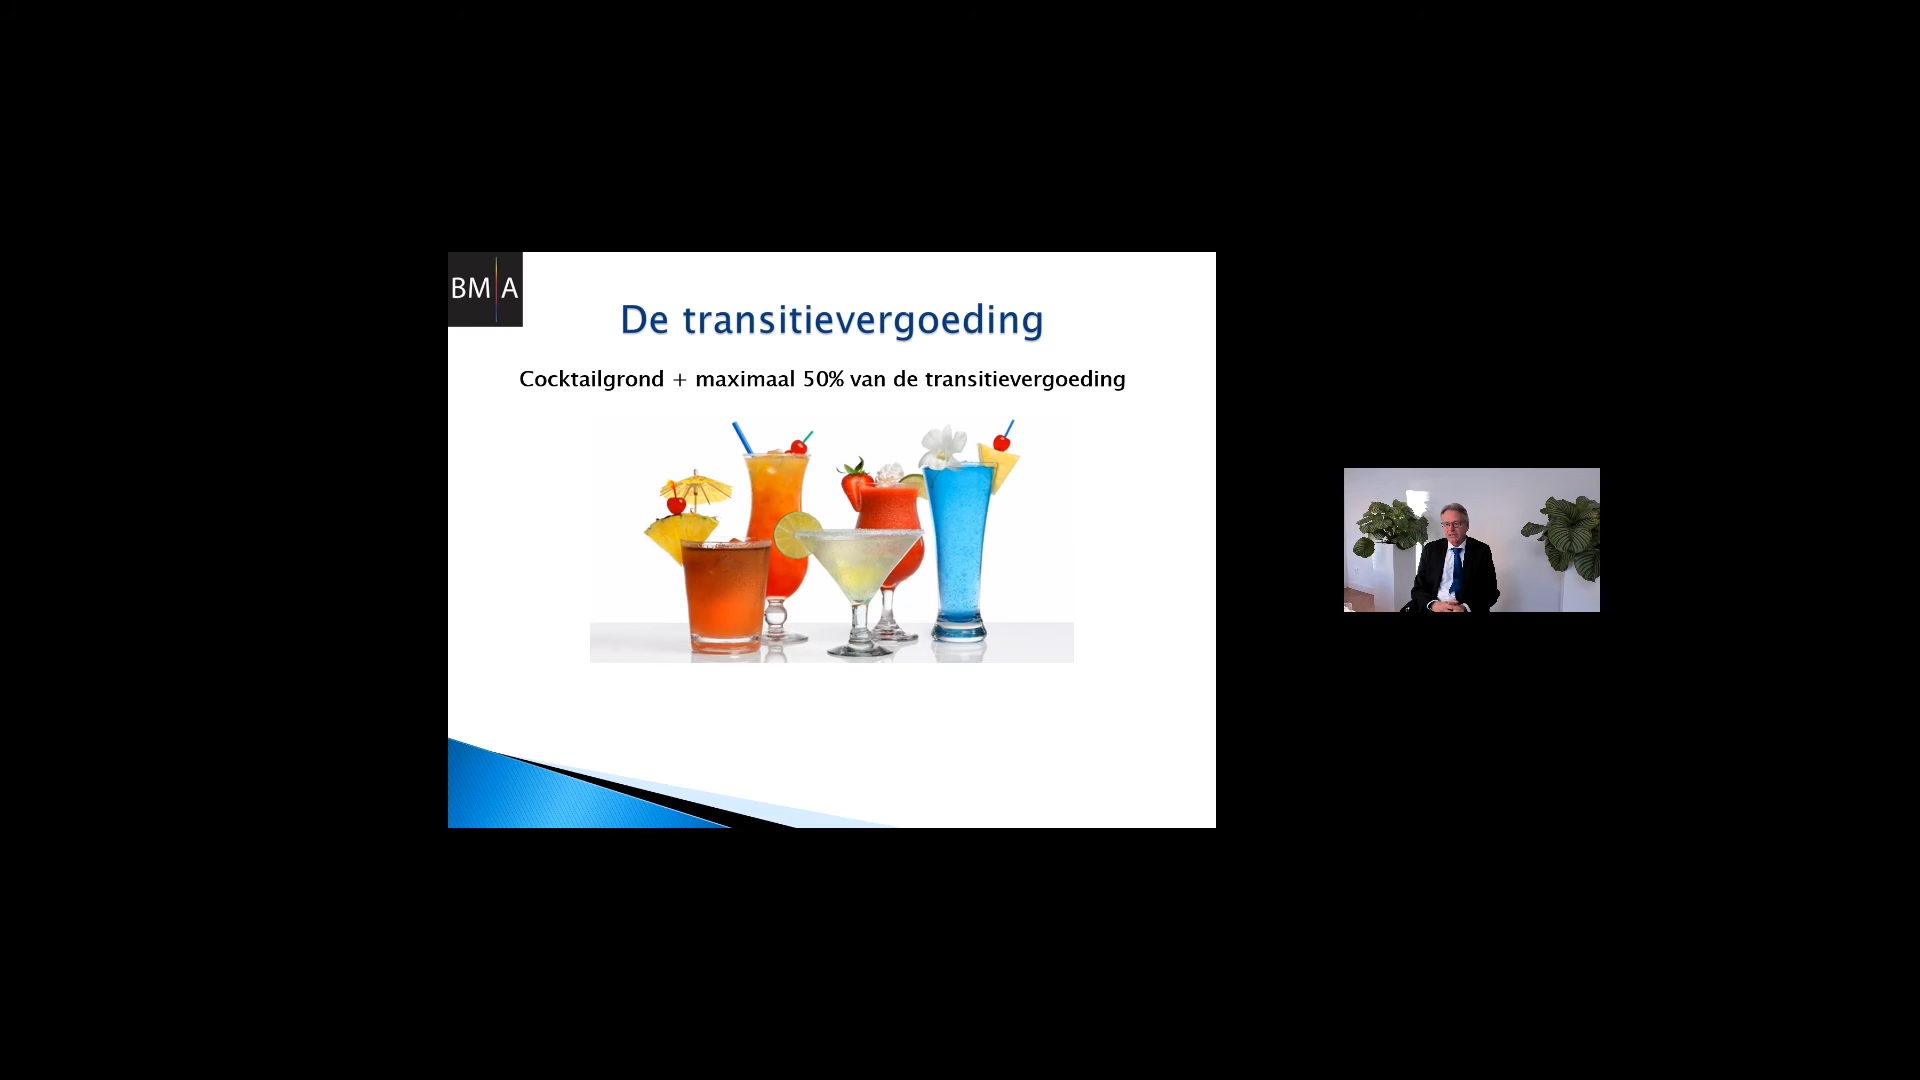 BM|A
De transitievergoeding
Cocktailgrond + maximaal 50% van de transitievergoeding